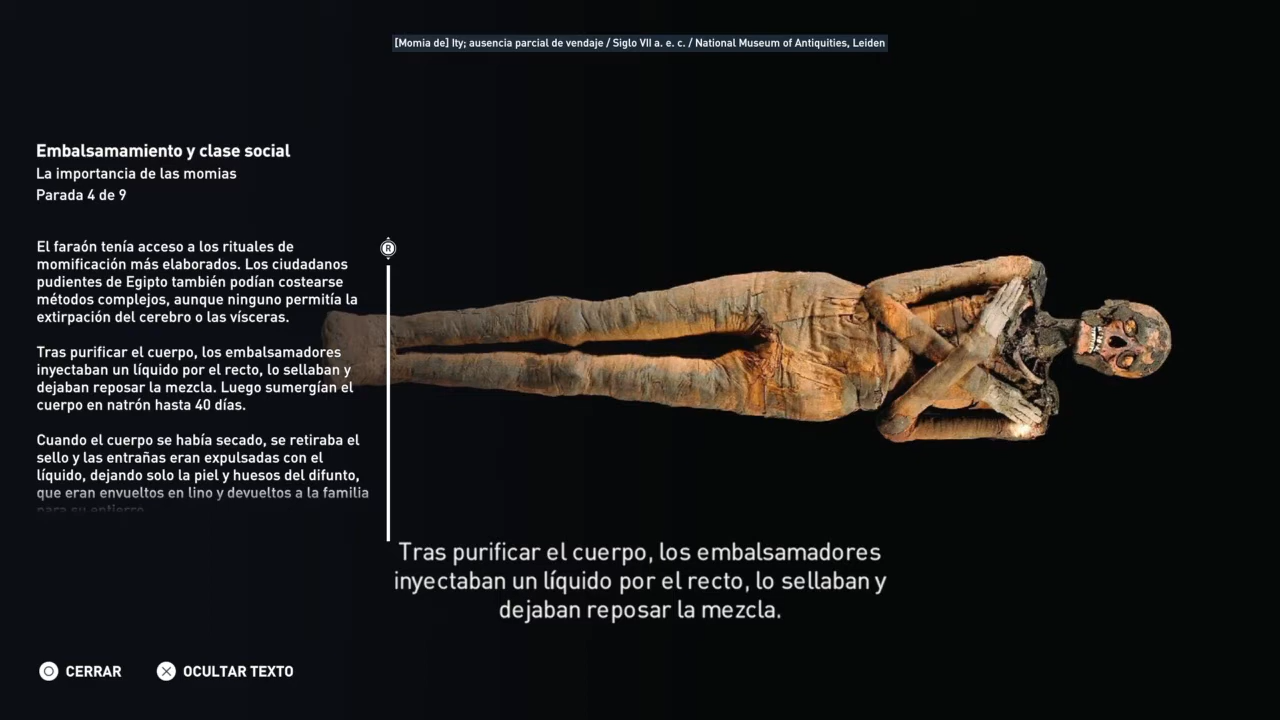 [Momia de] Ity; ausencia parcial de vendaje / Siglo VII a. e. c. / National Museum of Antiquities, Leiden
Embalsamamiento y clase social
La importancia de las momias
Parada 4 de 9
El faraón tenía acceso a los rituales de
momificación más elaborados. Los ciudadanos
pudientes de Egipto también podían costearse
métodos complejos, aunque ninguno permitía la
extirpación del cerebro o las vísceras.
Tras purificar el cuerpo, los embalsamadores
inyectaban un líquido por el recto, lo sellaban y
dejaban reposar la mezcla. Luego sumergían el
cuerpo en natrón hasta 40 días.
Cuando el cuerpo se había secado, se retiraba el
sello y las entrañas eran expulsadas con el
líquido, dejando solo la piel y huesos del difunto,
que eran envueltos en lino y devueltos a la familia
para su entierro.
R
Tras purificar el cuerpo, los embalsamadores
inyectaban un líquido por el recto, lo sellaban y
dejaban reposar la mezcla.
CERRAR
OCULTAR TEXTO